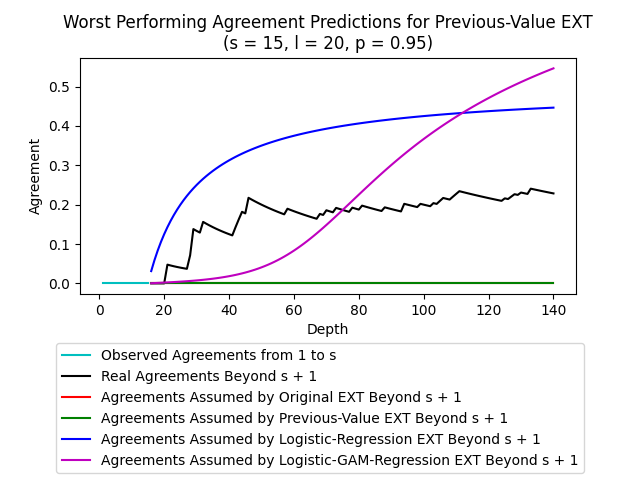 Worst Performing Agreement Predictions for Previous-Value EXT
(s = 15, l = 20, p = 0.95)
Agreement
0.5
0.4
0.3
0.2
0.1
0.0
0 20 40 60 80 100 120 140
Depth
Observed Agreements from 1 to s
Real Agreements Beyond s + 1
Agreements Assumed by Original EXT Beyond s + 1
Agreements Assumed by Previous-Value EXT Beyond s + 1
Agreements Assumed by Logistic-Regression EXT Beyond s + 1
Agreements Assumed by Logistic-GAM-Regression EXT Beyond s + 1